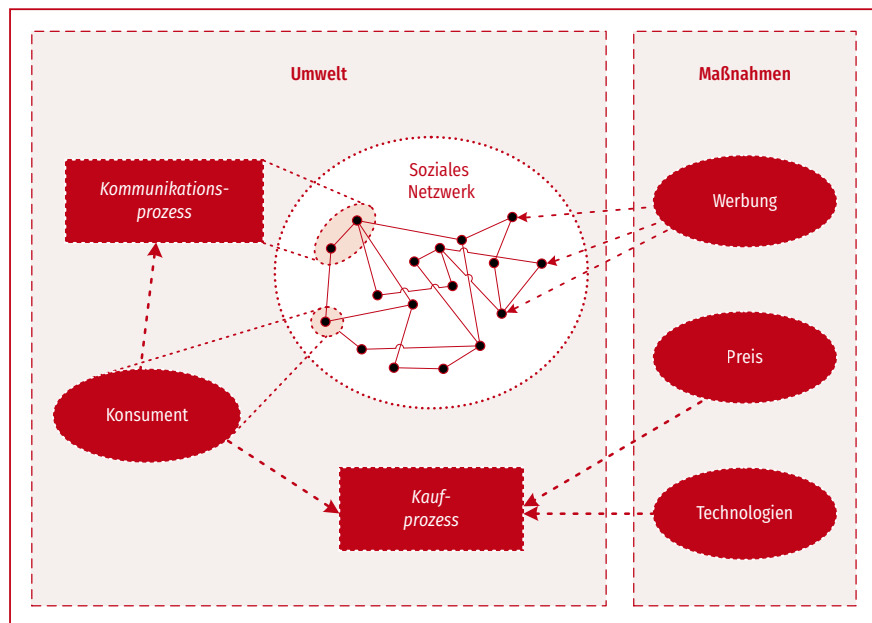 Umwelt
Maßnahmen
Soziales
Netzwerk
Kommunikations-
prozess
Werbung
Preis
Konsument
Kauf-
prozess
Technologien